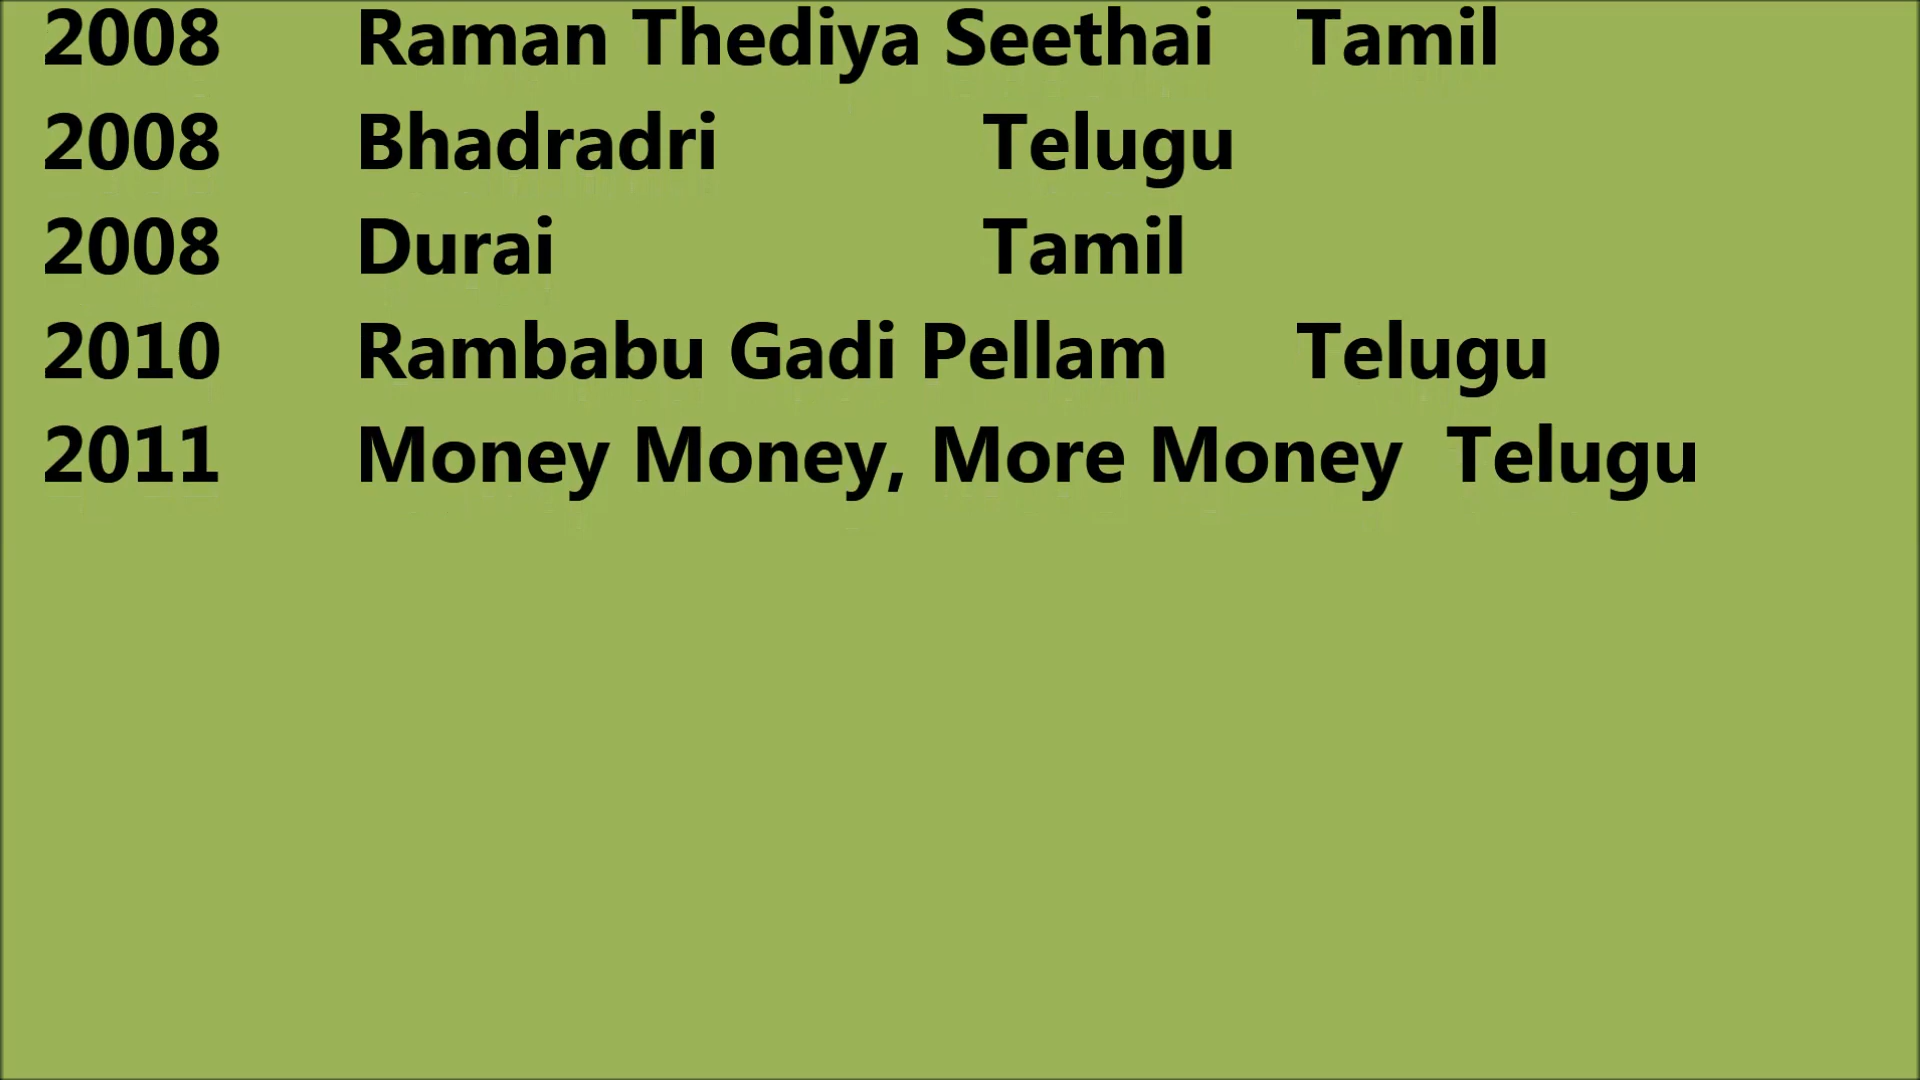 2008 Raman Thediya Seethai Tamil
2008 Bhadradri Telugu
2008 Durai Tamil
2010 Rambabu Gadi Pellam Telugu
2011 Money Money, More Money Telugu